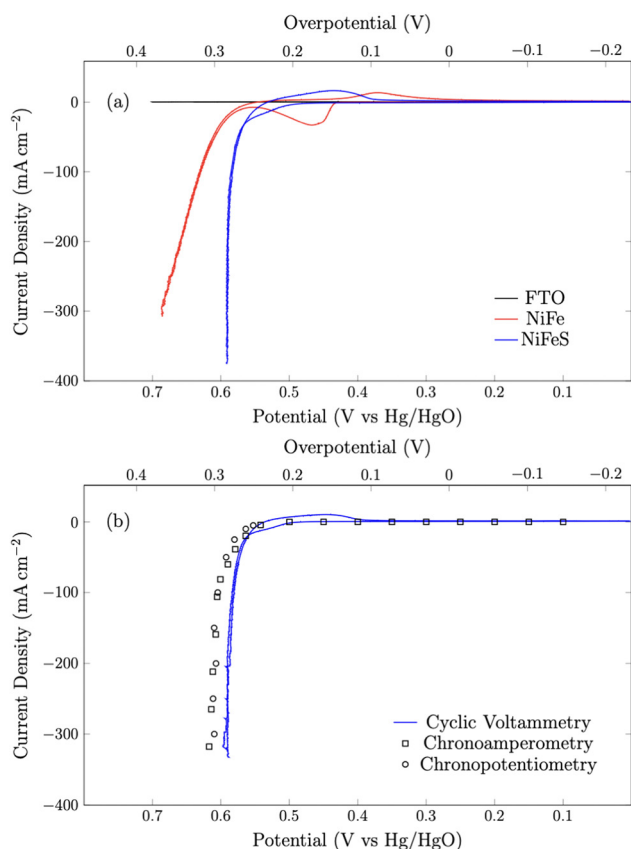 Overpotential (V)
0.4 0.3 0.2 0.1 0 −0.1 −0.2
(a)
0
−100
−200
−300
−400
Current Density (mA cm−2)
FTO
NiFe
NiFeS
0.7 0.6 0.5 0.4 0.3 0.2 0.1
Potential (V vs Hg/HgO)
Overpotential (V)
0.4 0.3 0.2 0.1 0 −0.1 −0.2
(b)
0
−100
−200
−300
−400
Current Density (mA cm−2)
Cyclic Voltammetry
Chronoamperometry
Chronopotentiometry
0.7 0.6 0.5 0.4 0.3 0.2 0.1
Potential (V vs Hg/HgO)